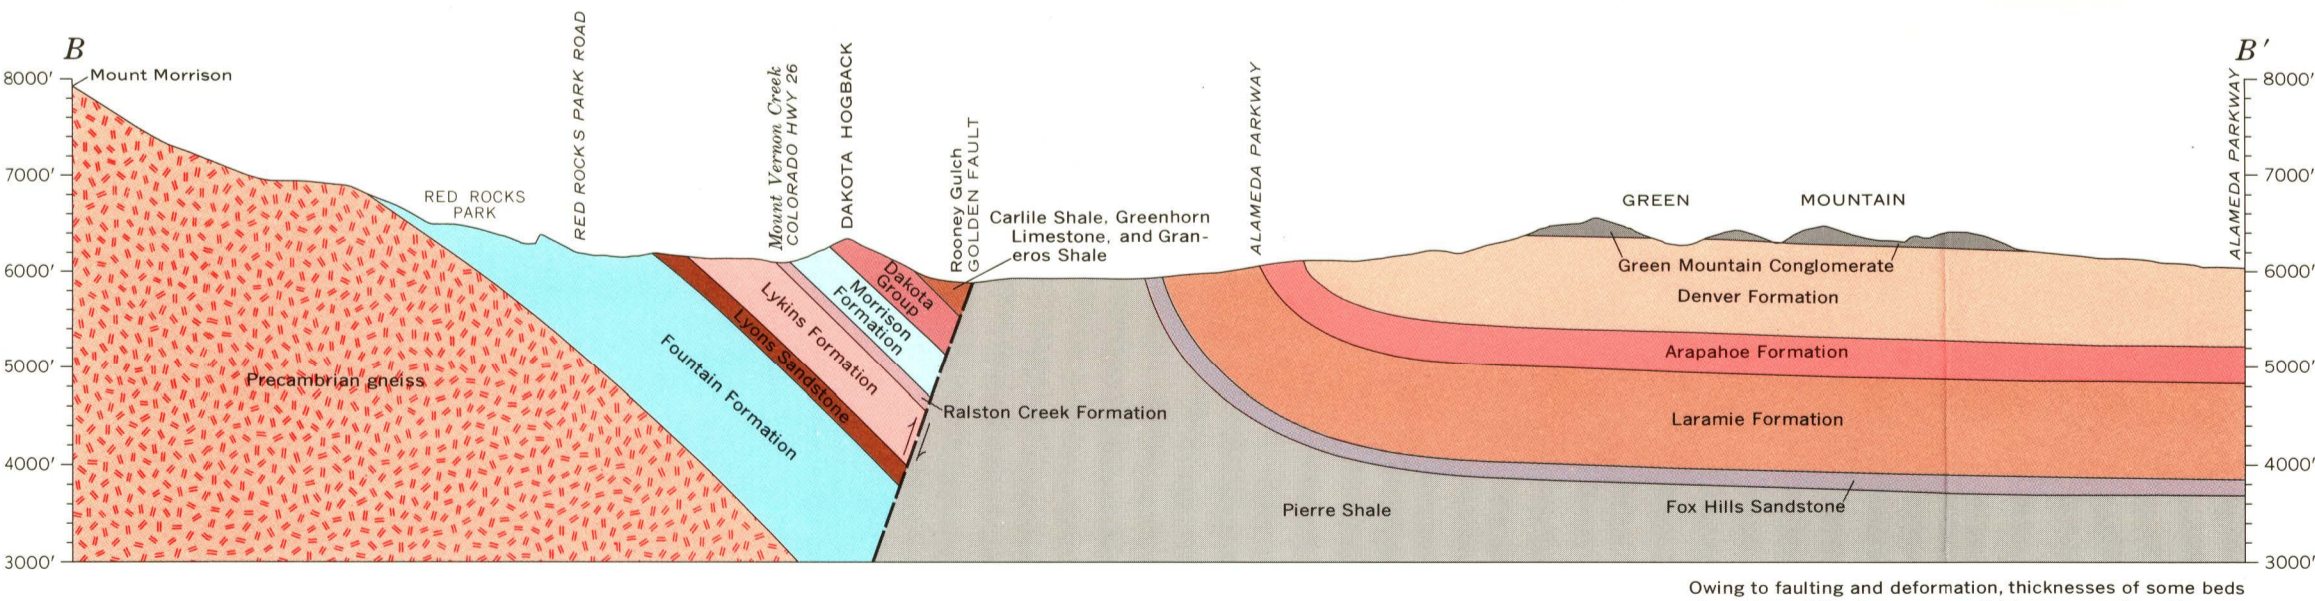 B
B′
Mount Morrison
8000′
7000′
6000′
5000′
4000′
3000′
RED ROCKS
PARK
RED ROCKS PARK ROAD
Mount Vernon Creek
COLORADO HWY 26
DAKOTA HOGBACK
Rooney Gulch
GOLDEN FAULT
Carlile Shale, Greenhorn
Limestone, and Gran-
eros Shale
ALAMEDA PARKWAY
GREEN MOUNTAIN
ALAMEDA PARKWAY
8000′
7000′
6000′
5000′
4000′
3000′
Precambrian gneiss
Fountain Formation
Lyons Sandstone
Lykins Formation
Ralston Creek Formation
Morrison
Formation
Dakota
Group
Pierre Shale
Green Mountain Conglomerate
Denver Formation
Arapahoe Formation
Laramie Formation
Fox Hills Sandstone
Owing to faulting and deformation, thicknesses of some beds